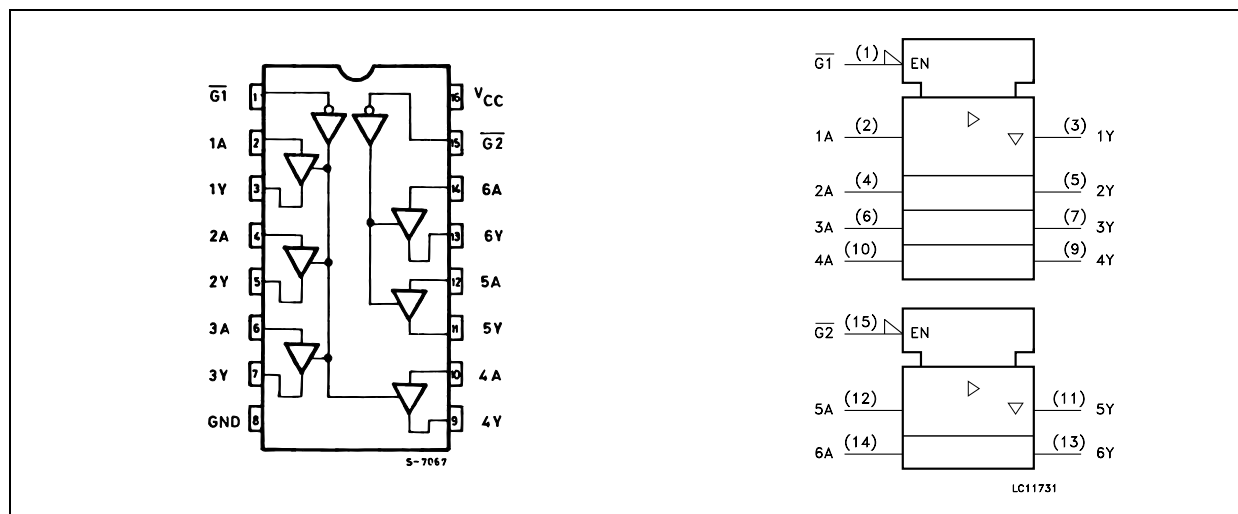 G1 1 16 VCC
1A 2 15 G2
1Y 3 14 6A
2A 4 13 6Y
2Y 5 12 5A
3A 6 11 5Y
3Y 7 10 4A
GND 8 9 4Y
S-7067
G1 (1) EN
1A (2) (3) 1Y
2A (4) (5) 2Y
3A (6) (7) 3Y
4A (10) (9) 4Y
G2 (15) EN
5A (12) (11) 5Y
6A (14) (13) 6Y
LC11731